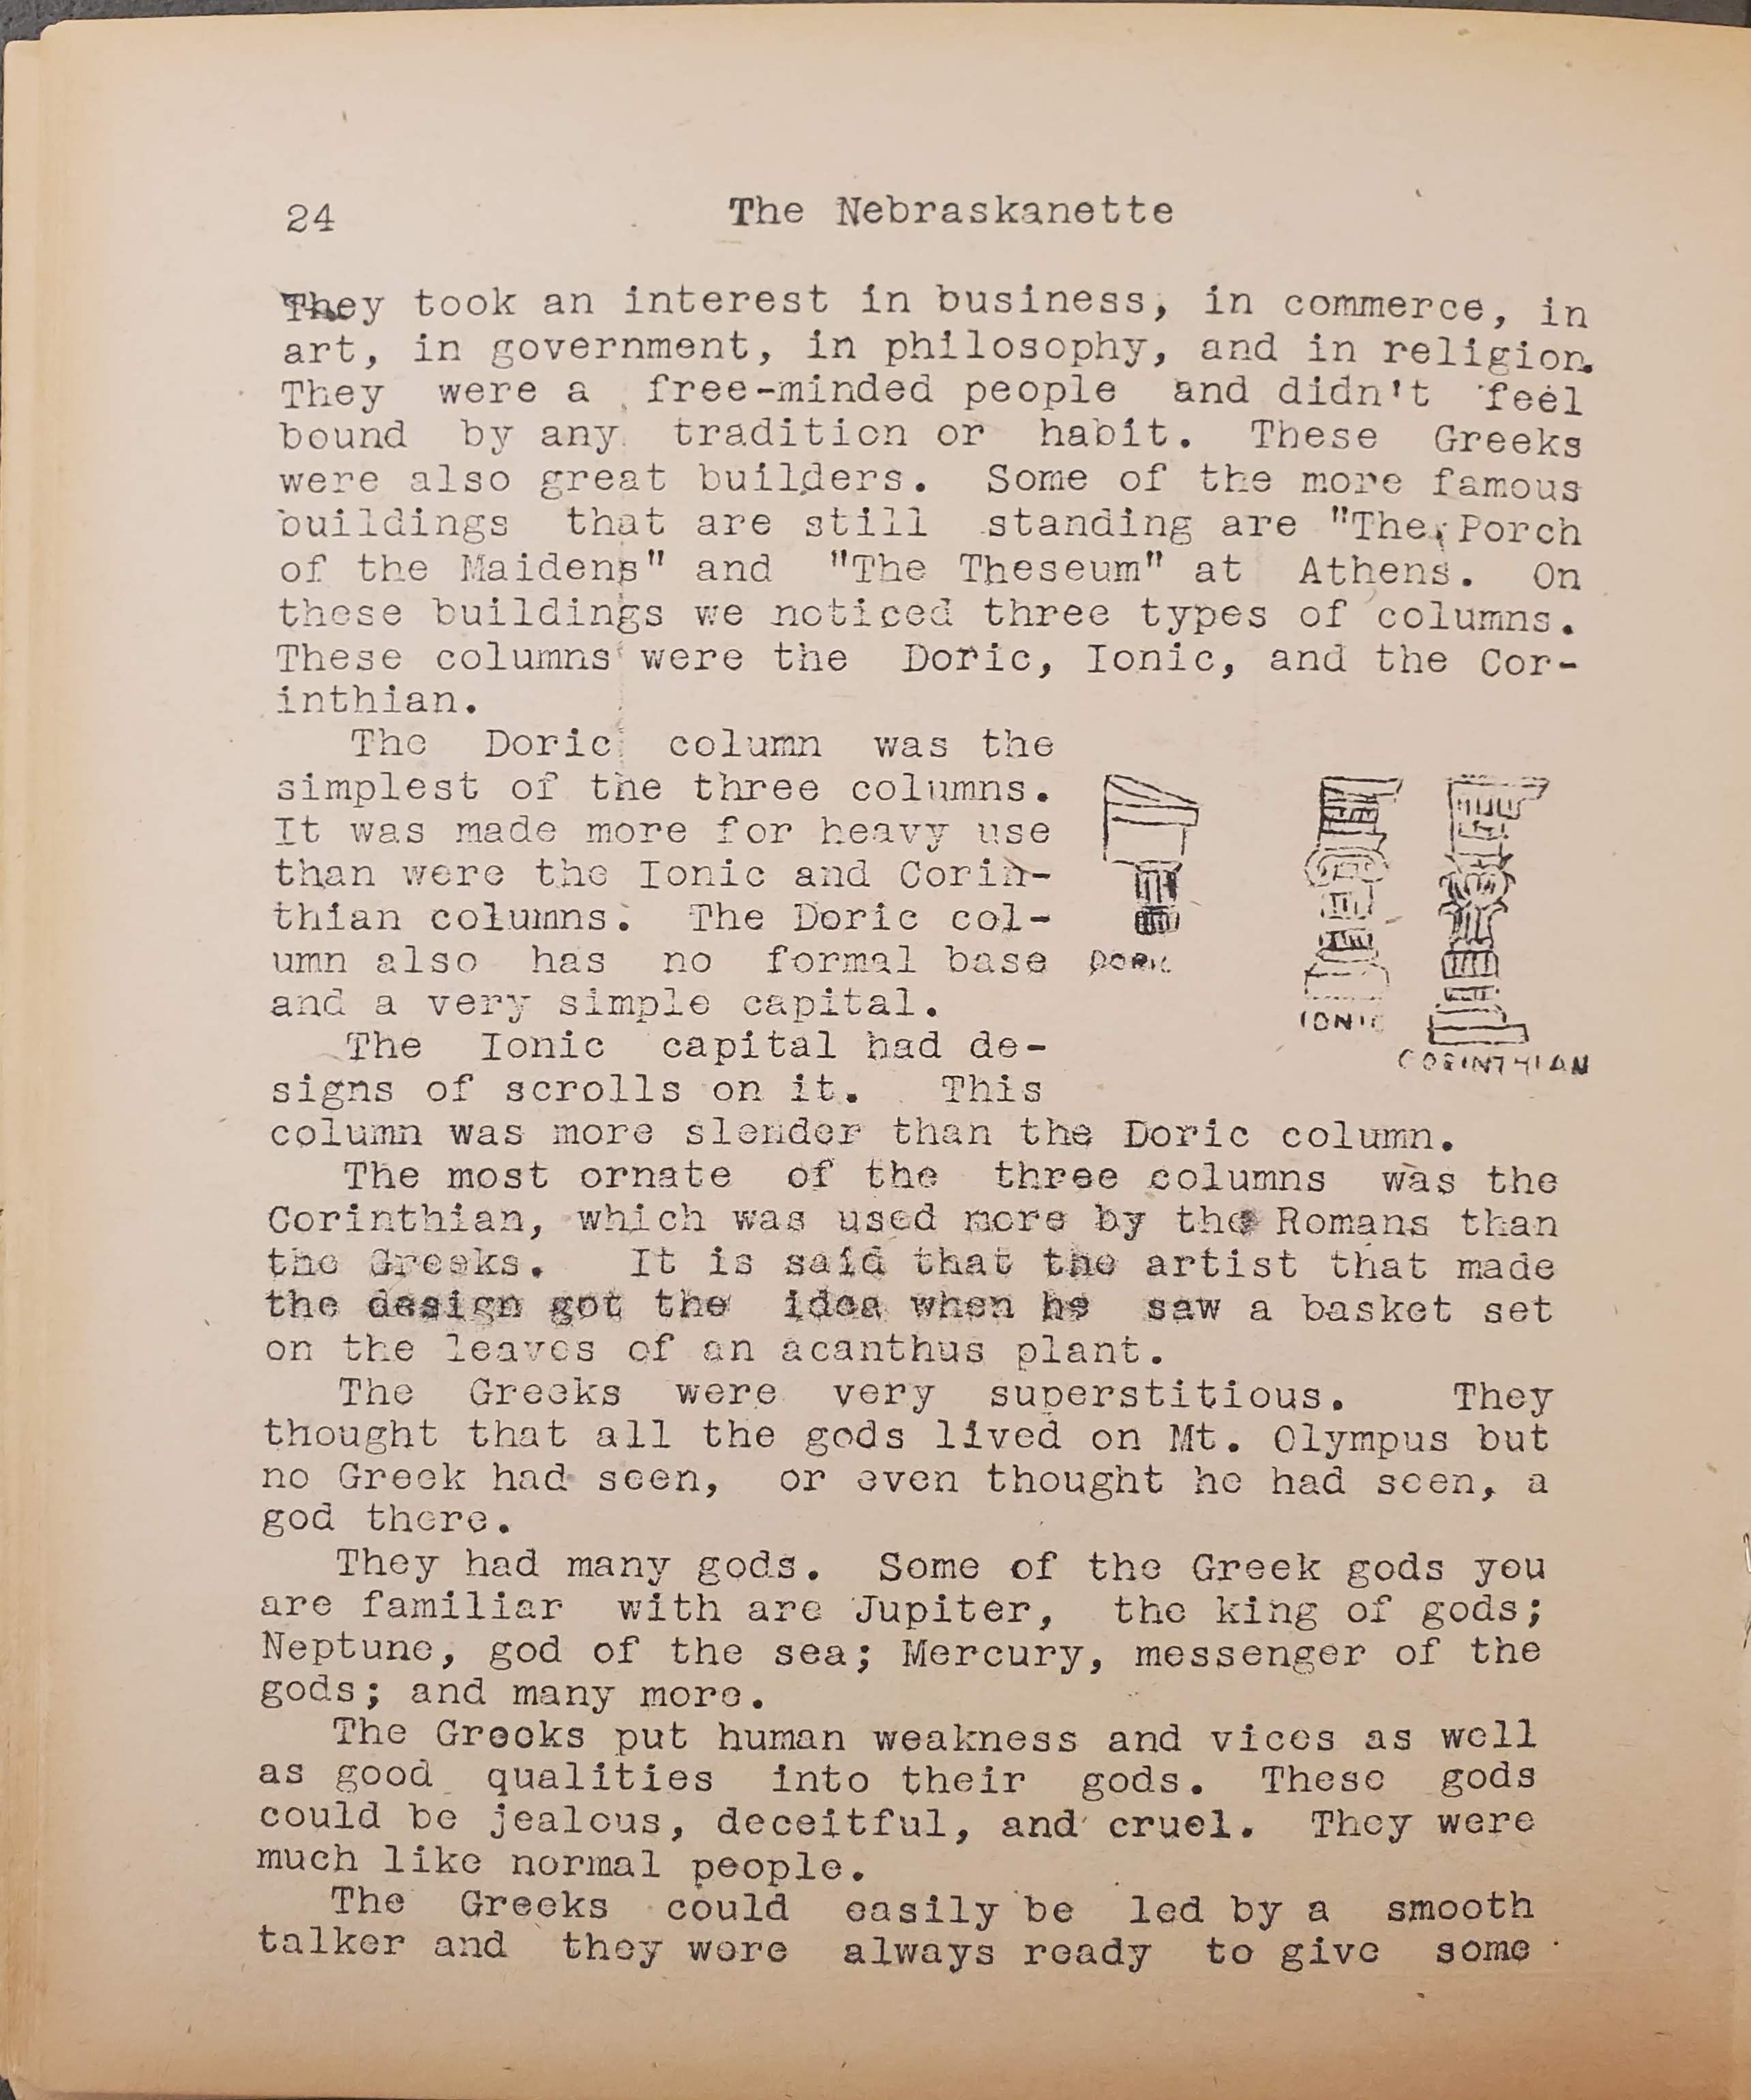 24
The Nebraskanette
They took an interest in business, in commerce, in
art, in government, in philosophy, and in religion.
They were a free-minded people and didn't feel
bound by any tradition or habit. These Greeks
were also great builders. Some of the more famous
buildings that are still standing are "The Porch
of the Maidens" and "The Theseum" at Athens. On
these buildings we noticed three types of columns.
These columns were the Doric, Ionic, and the Cor-
inthian.
The Doric column was the
simplest of the three columns.
It was made more for heavy use
than were the Ionic and Corin-
thian columns. The Doric col-
umn also has no formal base
and a very simple capital.
The Ionic capital had de-
signs of scrolls on it. This
DORIC
IONIC
CORINTHIAN
column was more slender than the Doric column.
The most ornate of the three columns was the
Corinthian, which was used more by the Romans than
the Greeks. It is said that the artist that made
the design got the idea when he saw a basket set
on the leaves of an acanthus plant.
The Greeks were very superstitious. They
thought that all the gods lived on Mt. Olympus but
no Greek had seen, or even thought he had seen, a
god there.
They had many gods. Some of the Greek gods you
are familiar with are Jupiter, the king of gods;
Neptune, god of the sea; Mercury, messenger of the
gods; and many more.
The Greeks put human weakness and vices as well
as good qualities into their gods. These gods
could be jealous, deceitful, and cruel. They were
much like normal people.
The Greeks could easily be led by a smooth
talker and they were always ready to give some